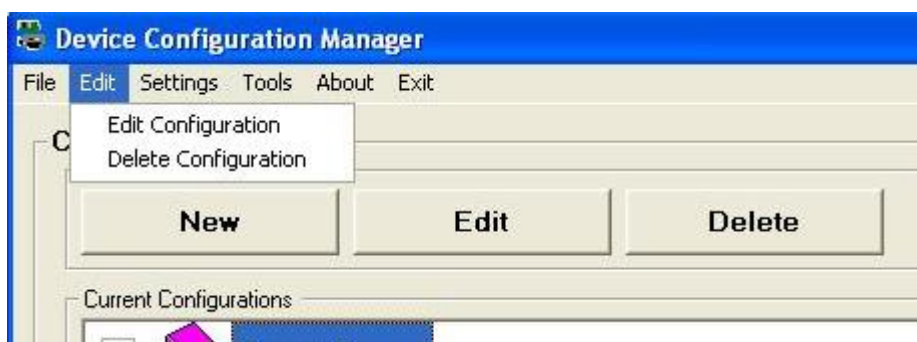 Device Configuration Manager
File Edit Settings Tools About Exit
Edit Configuration
Delete Configuration
New Edit Delete
Current Configurations